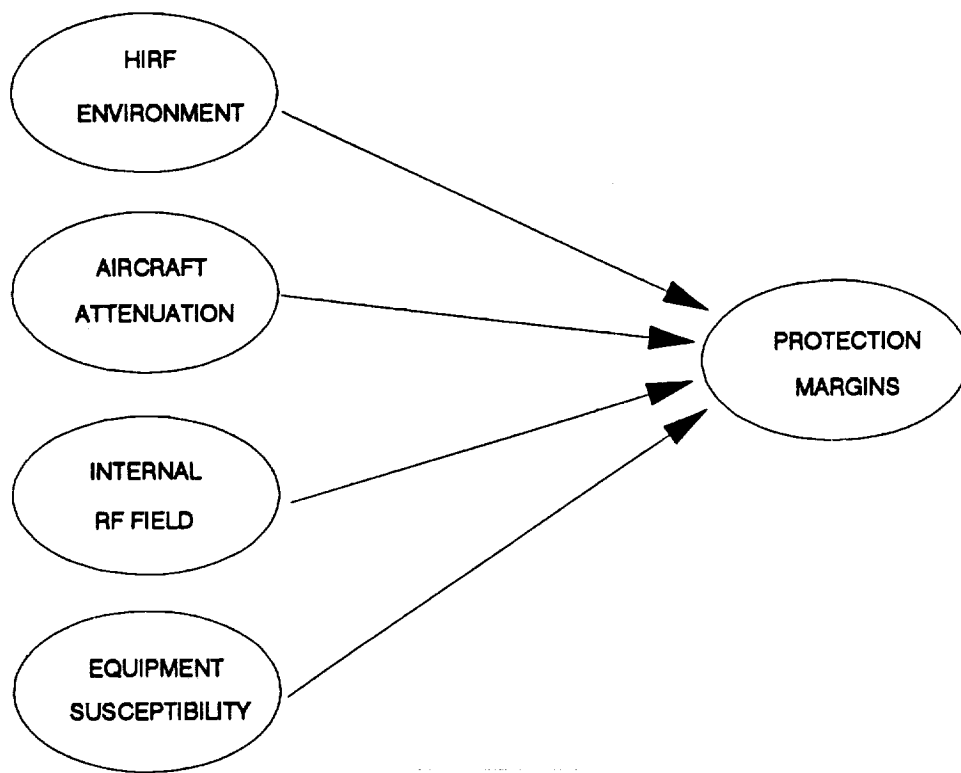 HIRF
ENVIRONMENT
AIRCRAFT
ATTENUATION
INTERNAL
RF FIELD
EQUIPMENT
SUSCEPTIBILITY
PROTECTION
MARGINS